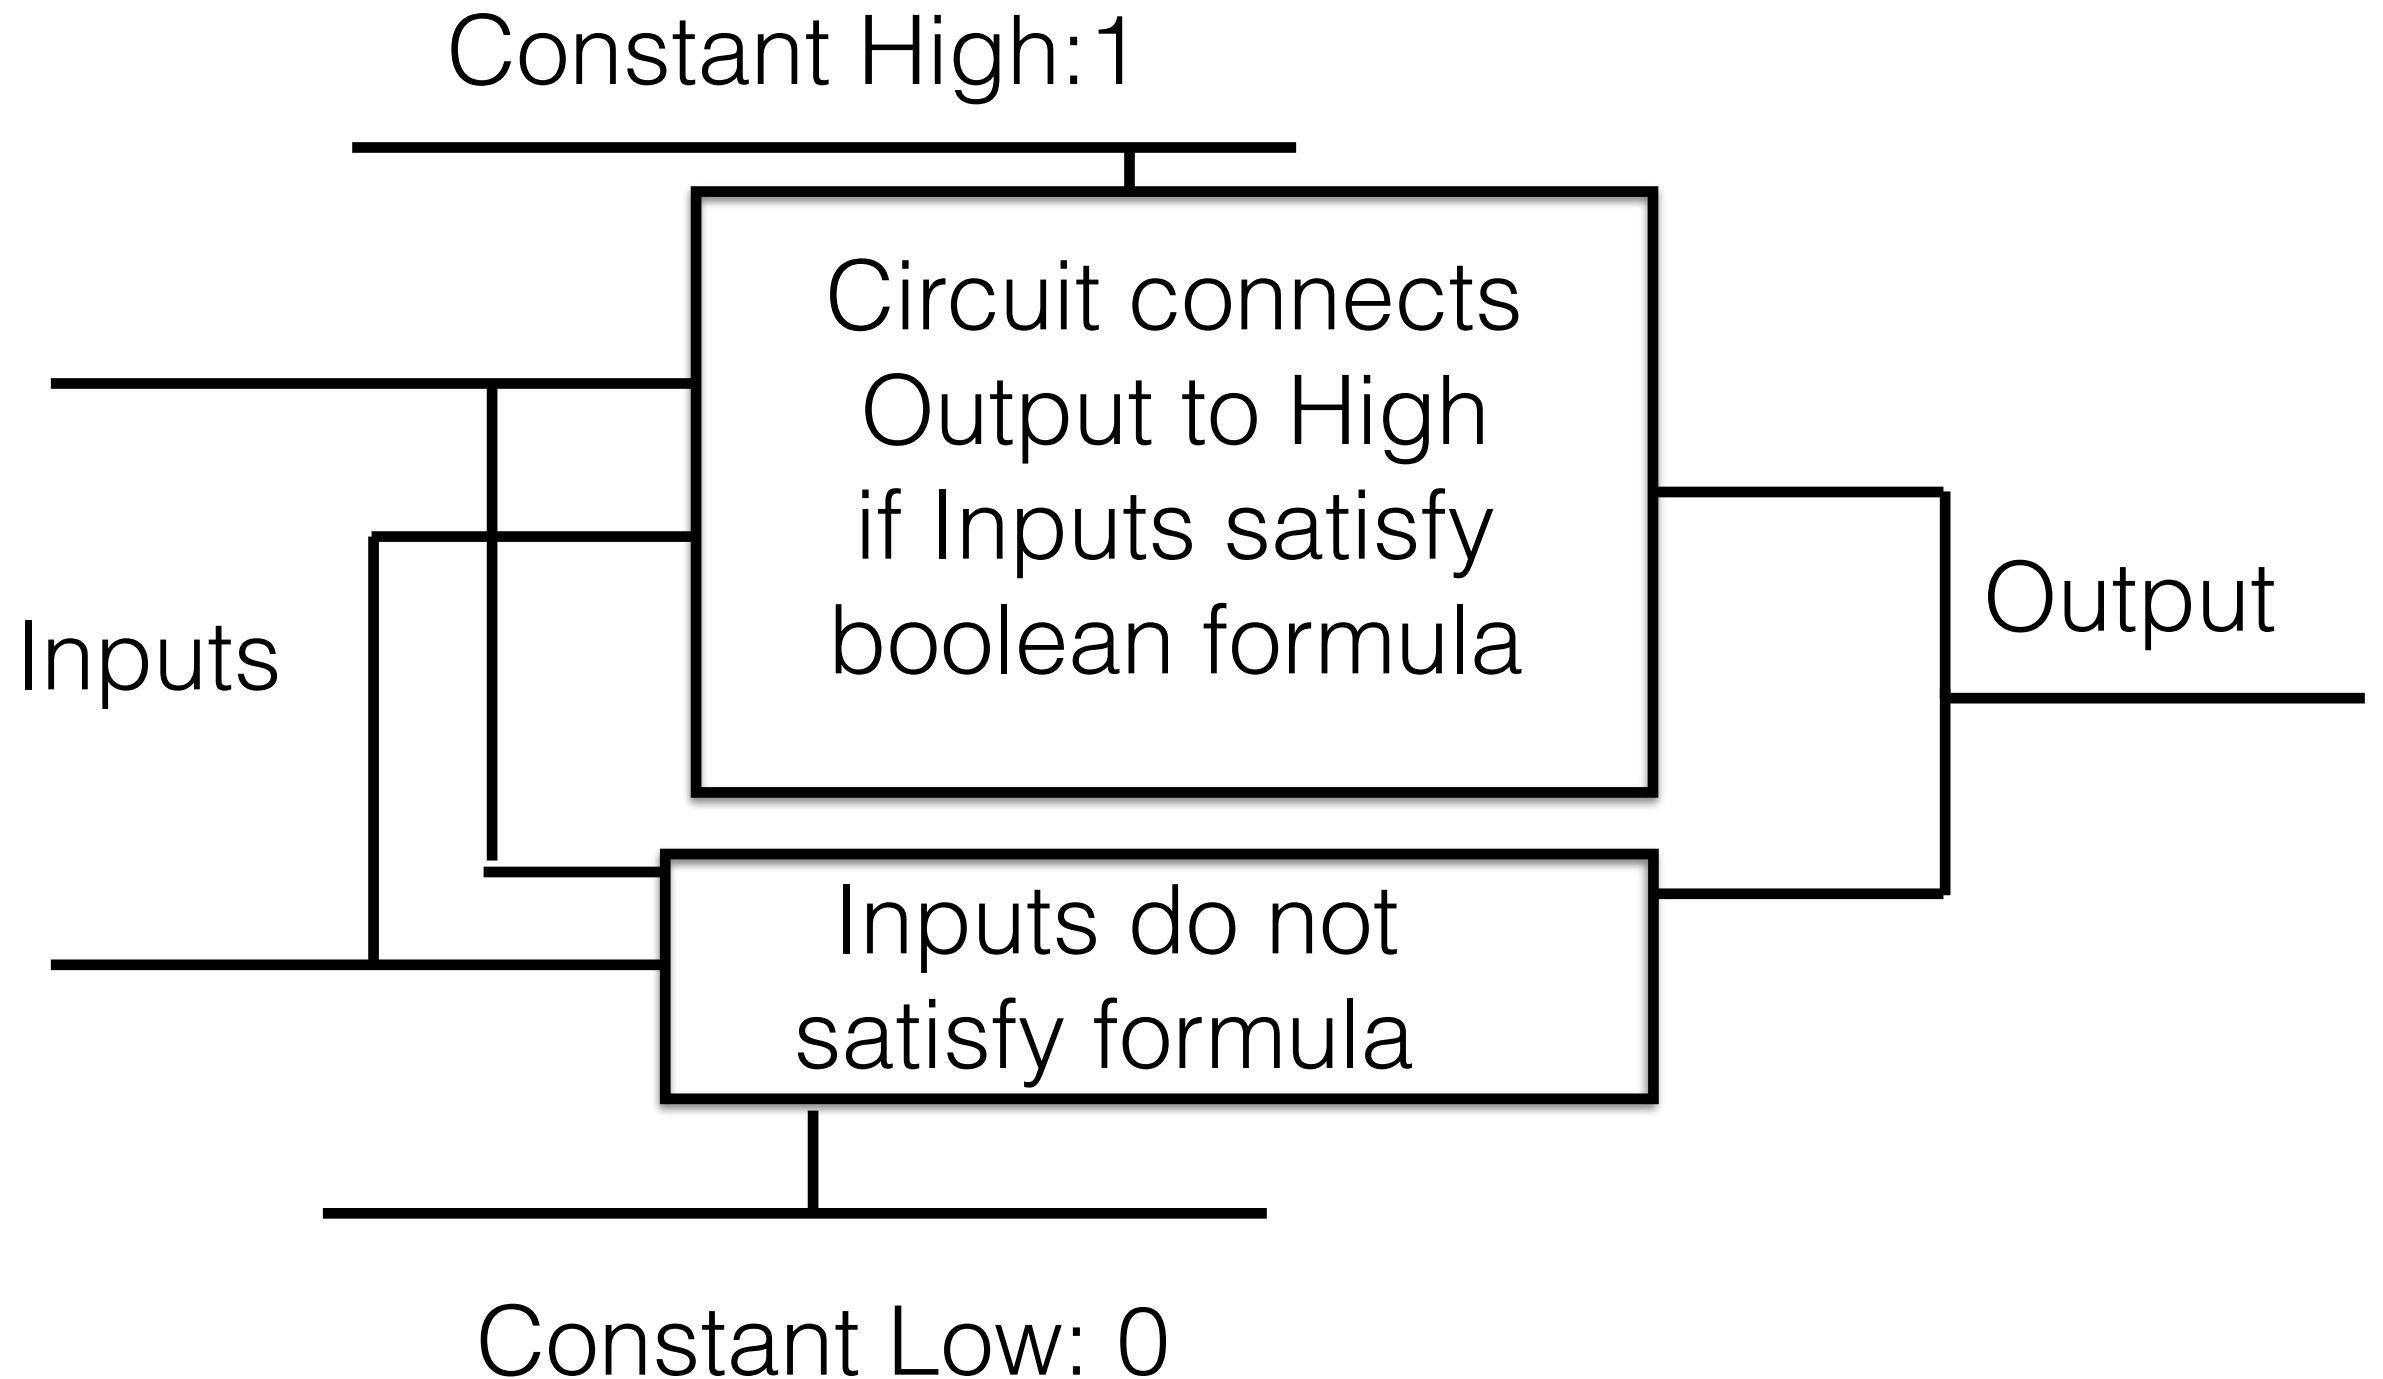 Constant High:1
Circuit connects
Output to High
if Inputs satisfy
boolean formula
Inputs
Output
Inputs do not
satisfy formula
Constant Low: 0